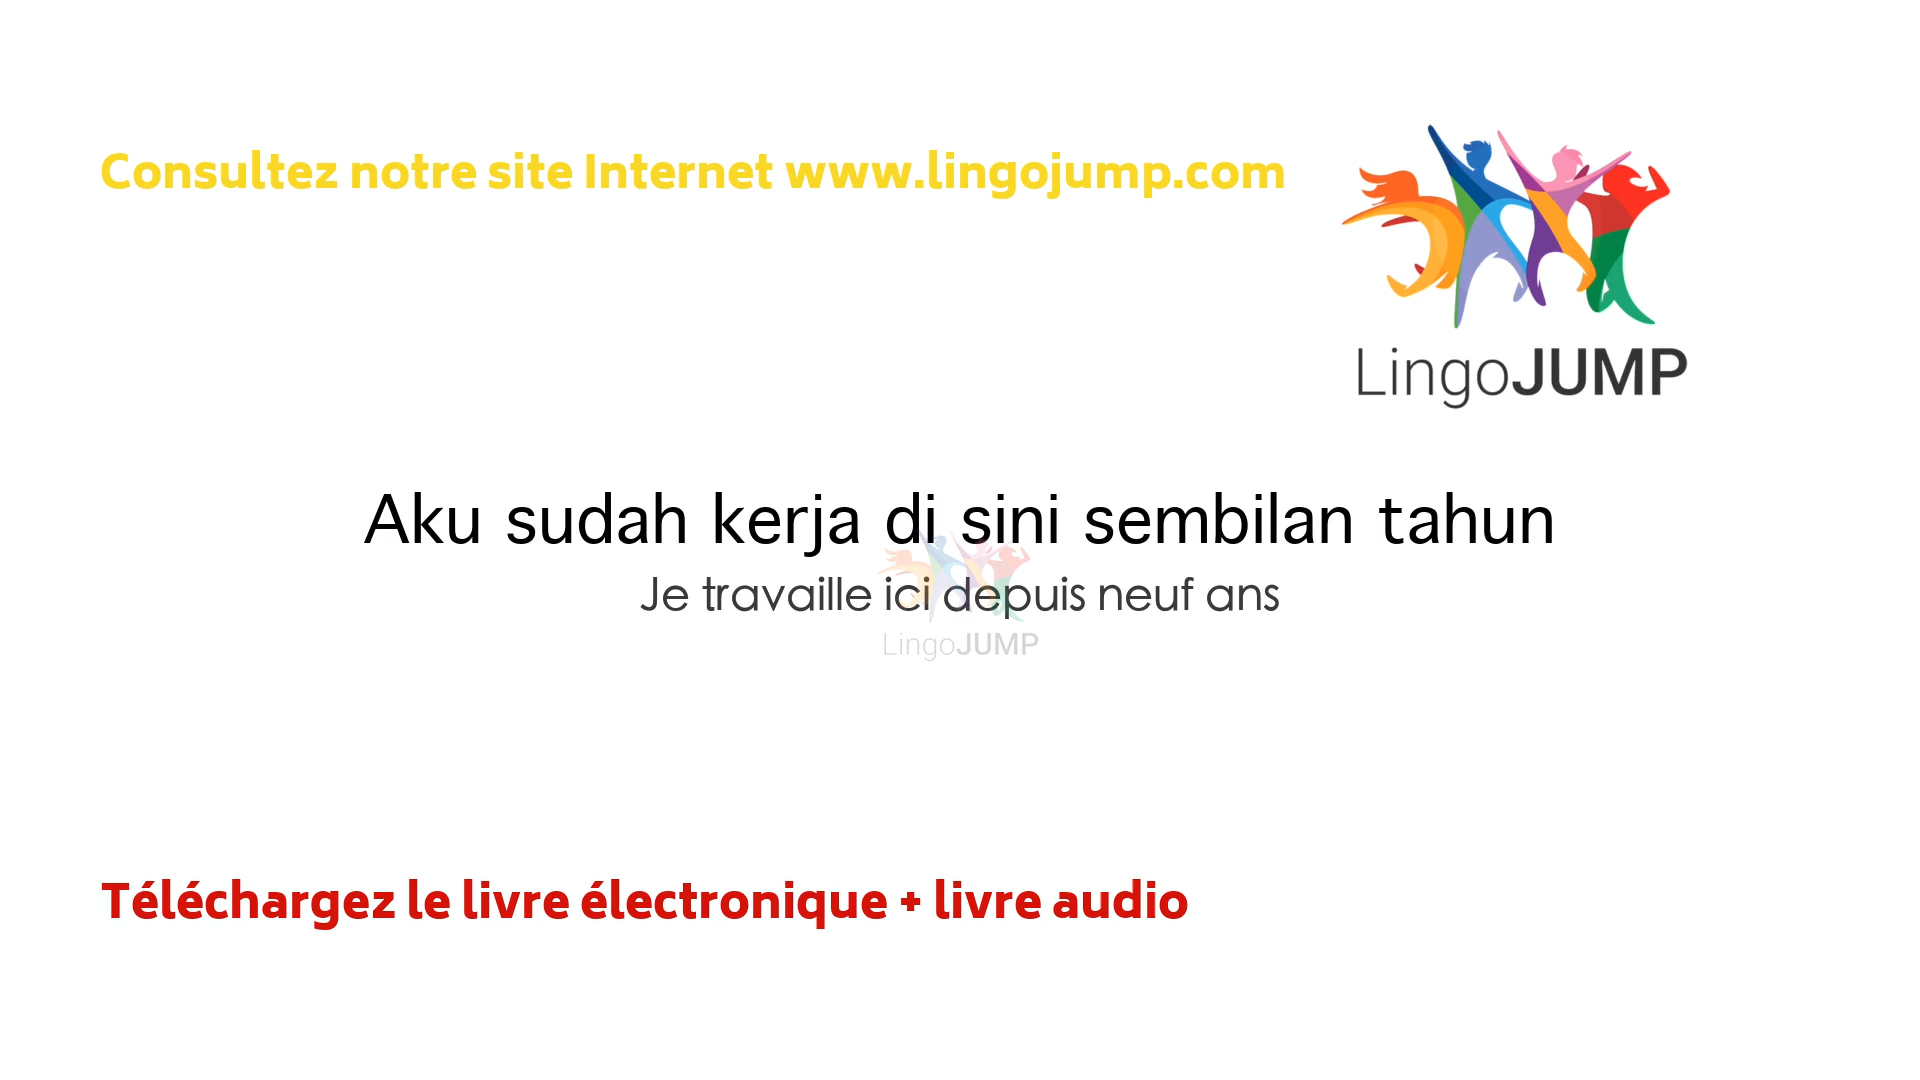 Consultez notre site Internet www.lingojump.com
LingoJUMP
Aku sudah kerja di sini sembilan tahun
Je travaille ici depuis neuf ans
LingoJUMP
Téléchargez le livre électronique + livre audio